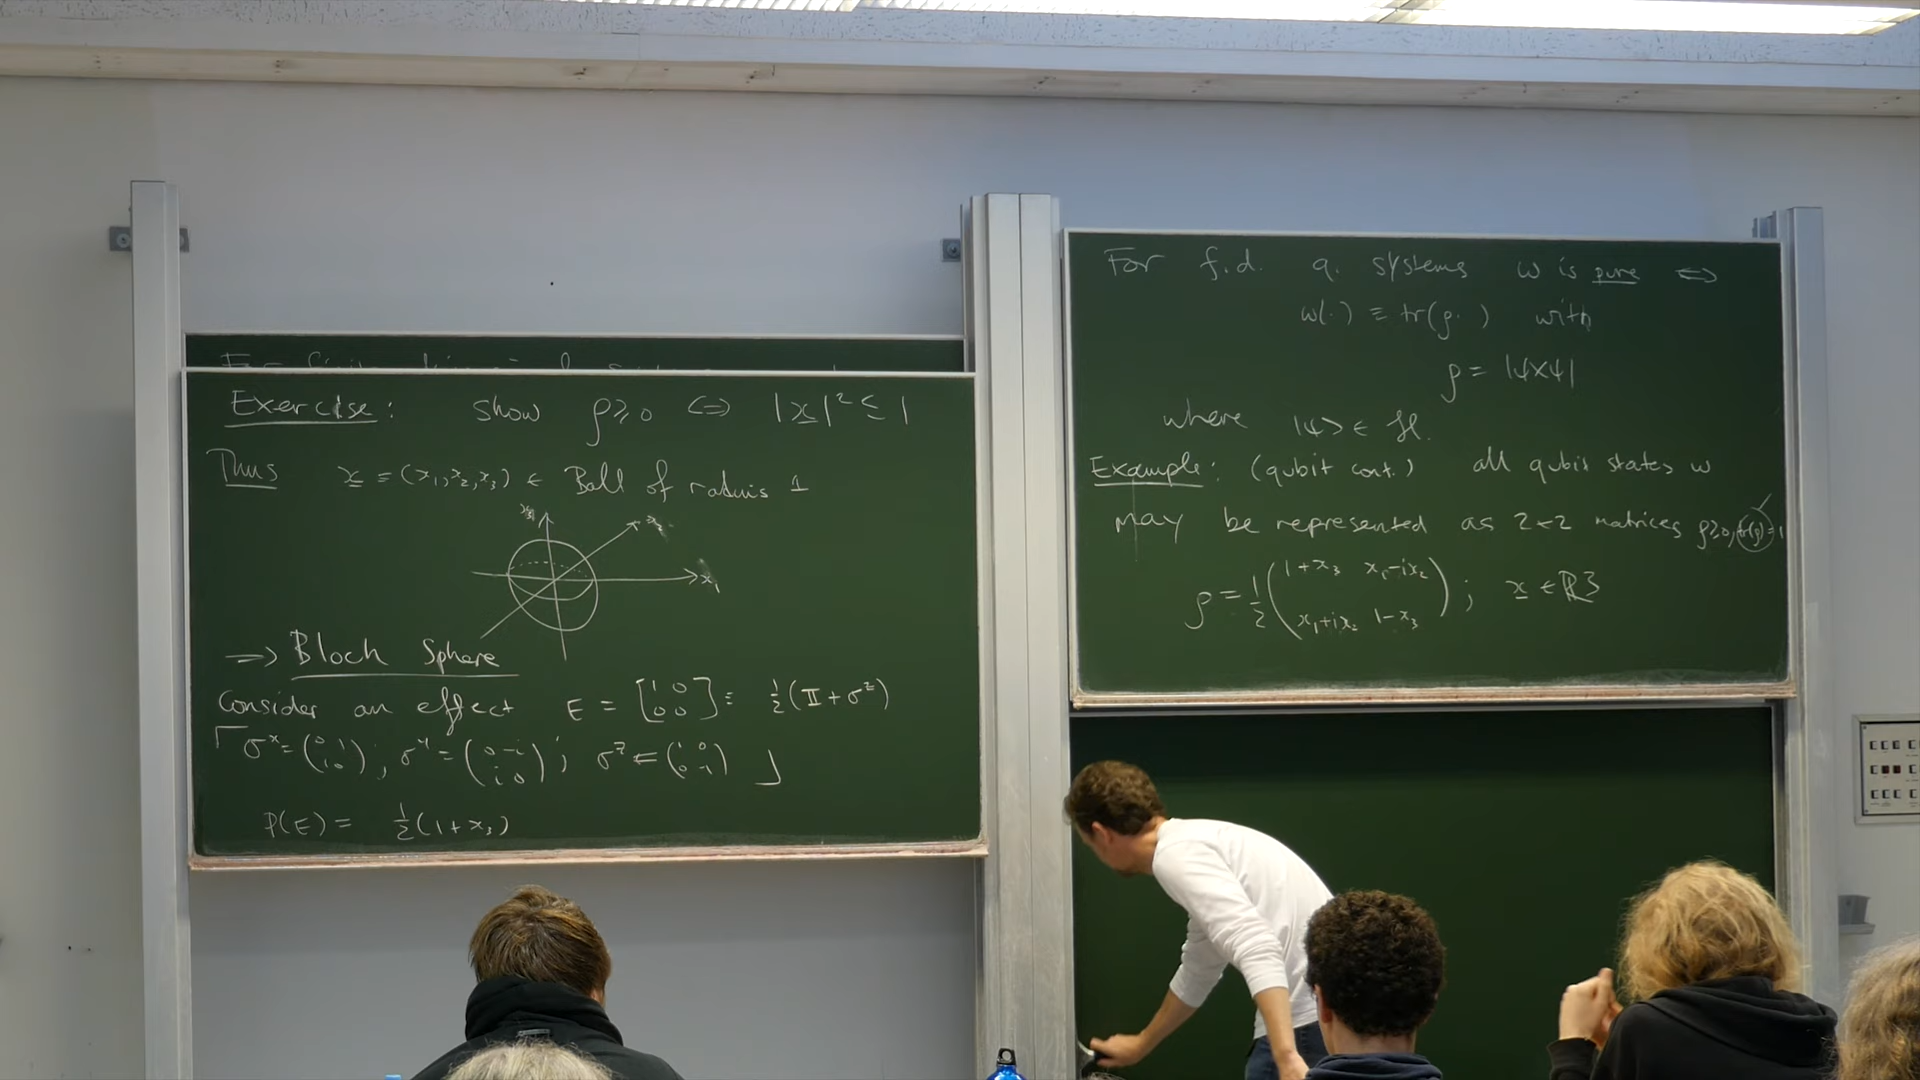 Exercise: show ρ≥0 ⇔ |x|² ≤ 1
Thus x = (x₁,x₂,x₃) ∈ Ball of radius 1
x₃
x₂
x₁
⇒ Bloch Sphere
Consider an effect E = [1 0; 0 0] = ½(𝕀 + σᶻ)
⌈ σˣ = (0 1; 1 0); σʸ = (0 -i; i 0); σᶻ = (1 0; 0 -1) ⌋
P(E) = ½(1+x₃)
For f.d. q. systems ω is pure ⇔
ω(·) ≡ tr(ρ·) with
ρ = |ψ⟩⟨ψ|
where |ψ⟩ ∈ ℋ.
Example: (qubit cont.) all qubit states ω
may be represented as 2×2 matrices ρ≥0, tr(ρ)=1
ρ = ½(1+x₃ x₁-ix₂; x₁+ix₂ 1-x₃); x ∈ ℝ³